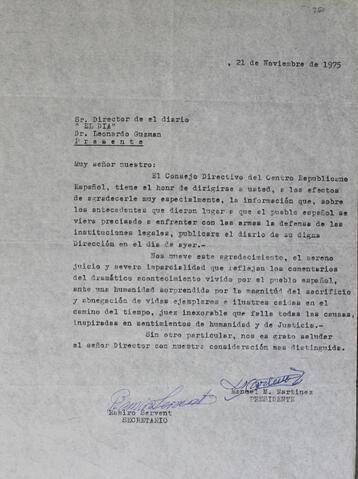 , 21 de Noviembre de 1975
Sr. Director de el diario
" EL DIA"
Dr. Leonardo Guzman
P r e s e n t e
Muy señor nuestro:
El Consejo Directivo del Centro Republicano
Español, tiene el honr de dirigirse a usted, a los efectos
de agradecerle muy especialmente, la información que, sobre
los antecedentes que dieron lugar a que el pueblo español se
viera precisado a enfrentar con las armas la defensa de las
instituciones legales, publicara el diario de su digna
Dirección en el día de ayer.-
Nos mueve este agradecimiento, el sereno
juicio y severa imparcialidad que reflejan los comentarios
del dramático acontecimiento vivido por el pueblo español,
ante una humanidad sorprendida por la magnitud del sacrificio
y abnegación de vidas ejemplares e ilustres caidas en el
camino del tiempo, juez inexorable que falla todas las causas,
inspiradas en sentimientos de humanidad y de Justicia.-
Sin otro particular, nos es grato saludar
al señor Director con nuestra consideración mas distinguida.
Ramiro Servent
Ramiro Servent
SECRETARIO
Manuel M. Martinez
PRESIDENTE